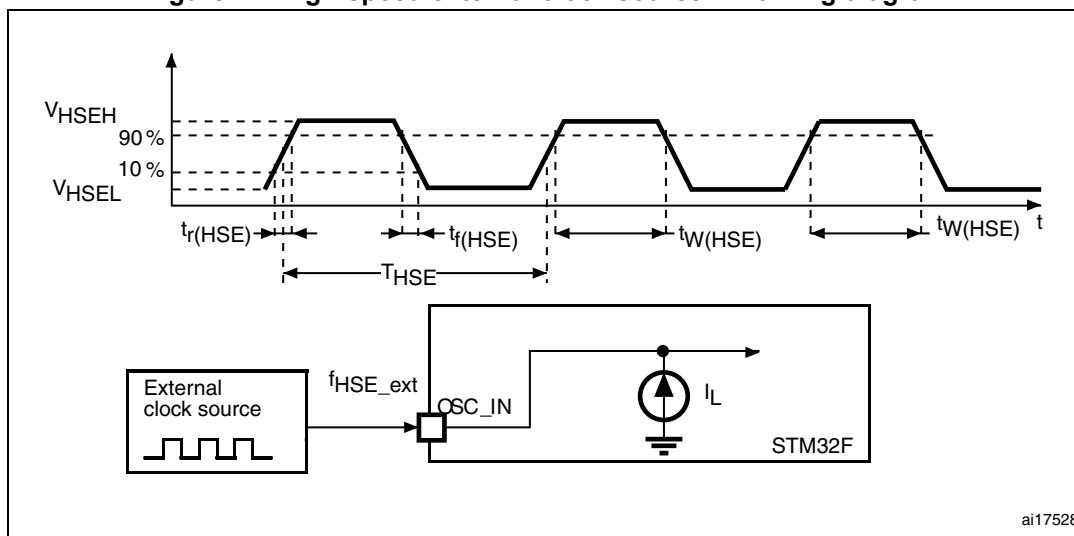 VHSEH
90 %
10 %
VHSEL
tr(HSE)
tf(HSE)
tW(HSE)
tW(HSE)
t
THSE
External
clock source
fHSE_ext
OSC_IN
IL
STM32F
ai17528